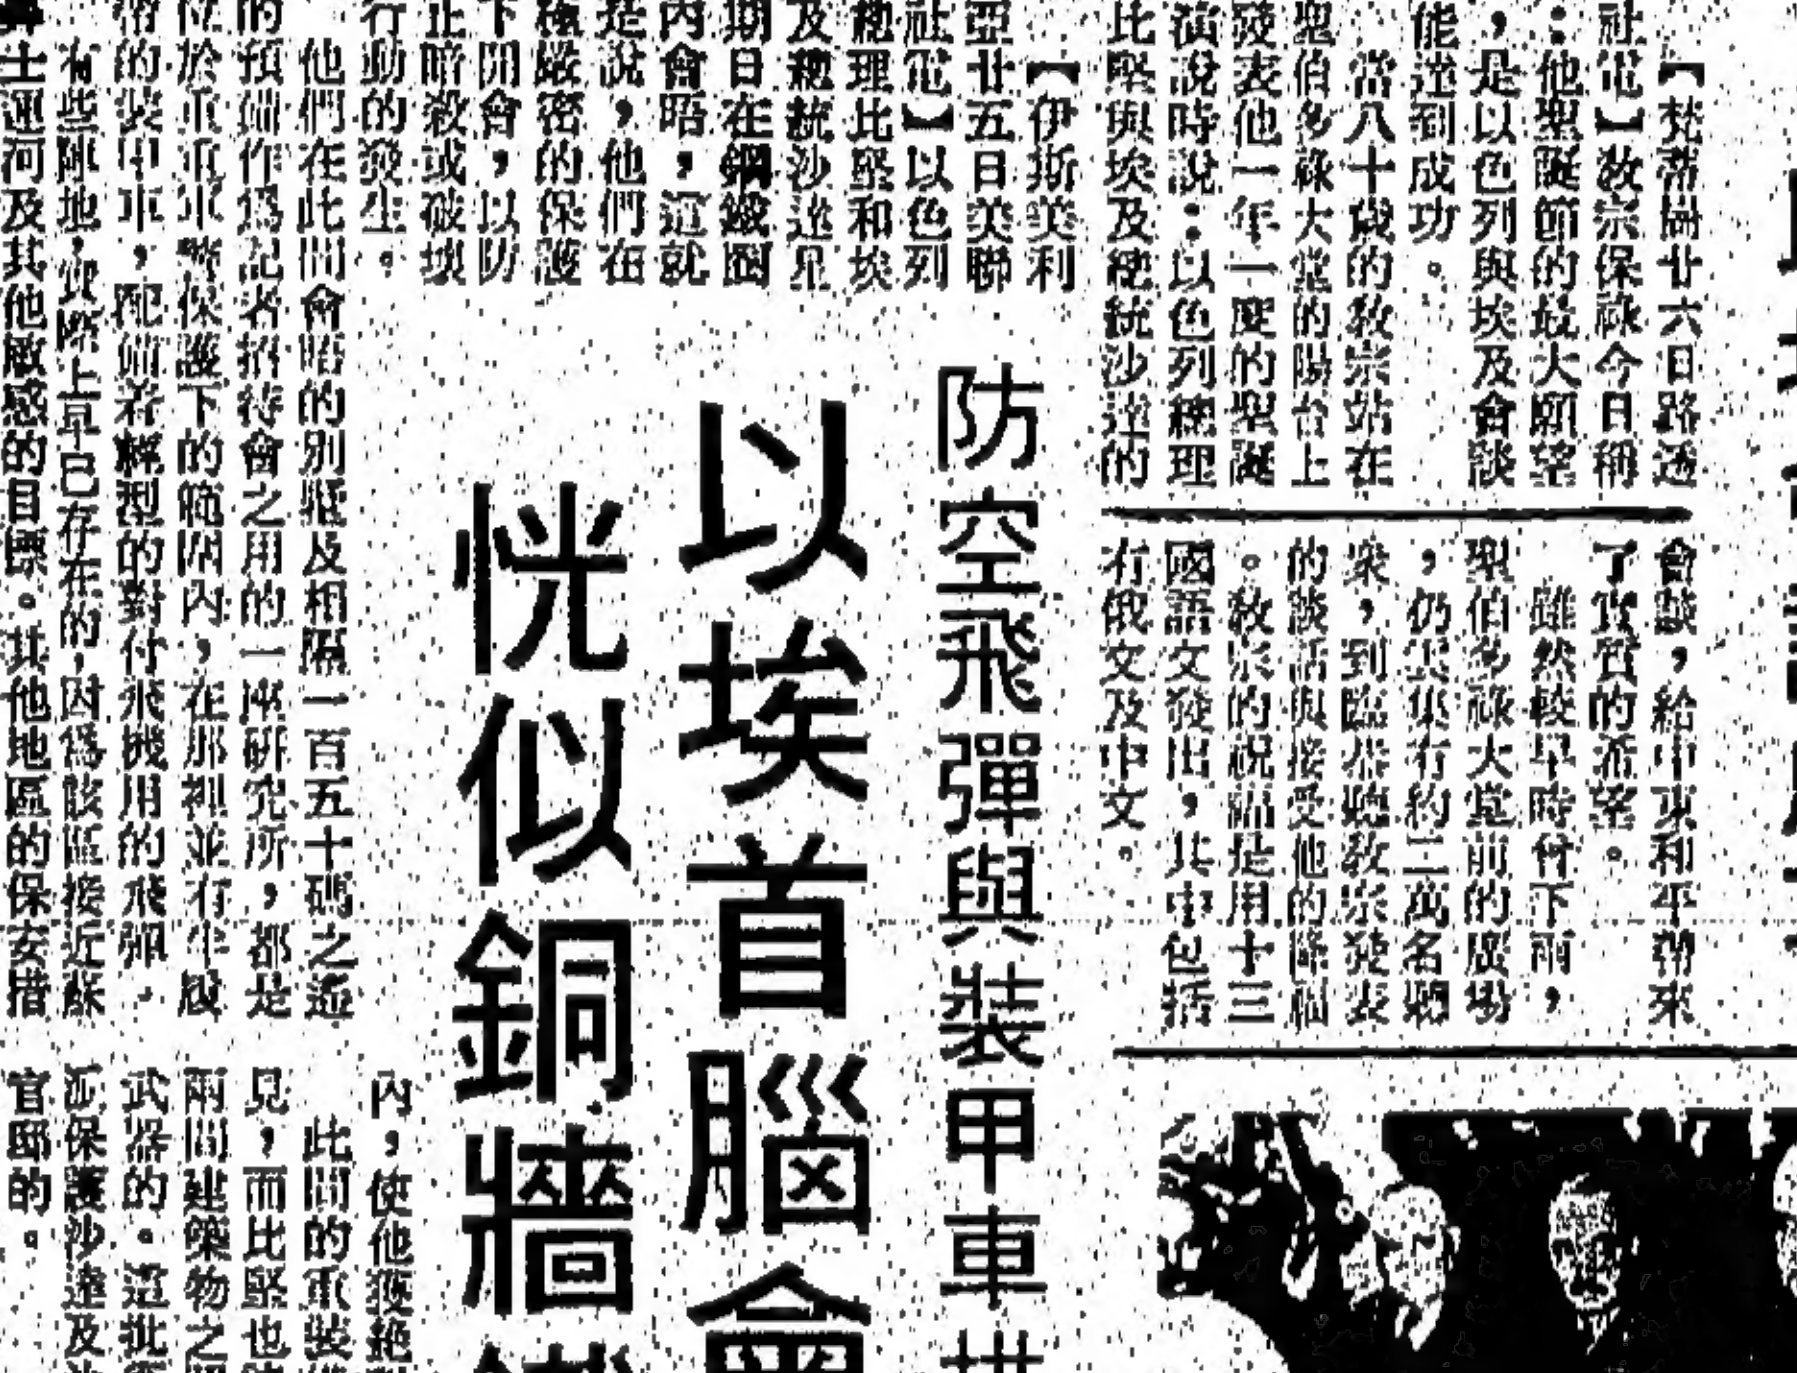 【梵蒂崗廿六日路透
社電】教宗保祿今日稱
：他聖誕節的最大願望
，是以色列與埃及會談
能達到成功。
當八十歲的教宗站在
聖伯多祿大堂的陽台上
發表他一年一度的聖誕
演說時說：以色列總理
比堅與埃及總統沙達的
會談，給中東和平帶來
了實質的希望。
雖然較早時曾下雨，
聖伯多祿大堂前的廣場
，仍雲集有約二萬名聽
眾，到臨恭聽教宗發表
的談話與接受他的降福
。教宗的祝福是用十三
國語文發出，其中包括
有俄文及中文。
防空飛彈與裝甲車
以埃首腦會
恍似銅牆
【伊斯美利
亞廿五日美聯
社電】以色列
總理比堅和埃
及總統沙達星
期日在鋼鐵圈
內會晤，這就
是說，他們在
極嚴密的保護
下開會，以防
止暗殺或破壞
行動的發生。
他們在此間會晤的別墅及相隔一百五十碼之遙
的預備作爲記者招待會之用的一座研究所，都是
位於重重軍警保護下的範圍內，在那裡並有半履
帶的裝甲車，配備着輕型的對付飛機用的飛彈。
有些陣地，實際上早已存在的，因爲該區接近蘇
彝士運河及其他敏感的目標。其他地區的保安措
內，使他
此間的重裝
見，而比堅也
兩間建築物之
武器的。這批
派保護沙達及
官邸的。